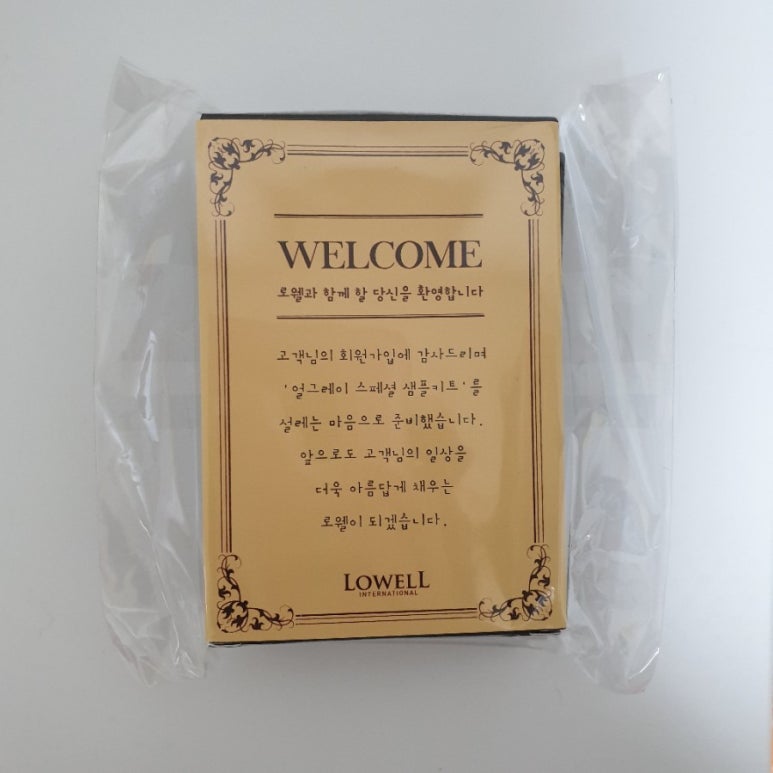 WELCOME
로웰과 함께 할 당신을 환영합니다
고객님의 회원가입에 감사드리며
'얼그레이 스페셜 샘플키트'를
설레는 마음으로 준비했습니다.
앞으로도 고객님의 일상을
더욱 아름답게 채우는
로웰이 되겠습니다.
LOWELL
INTERNATIONAL